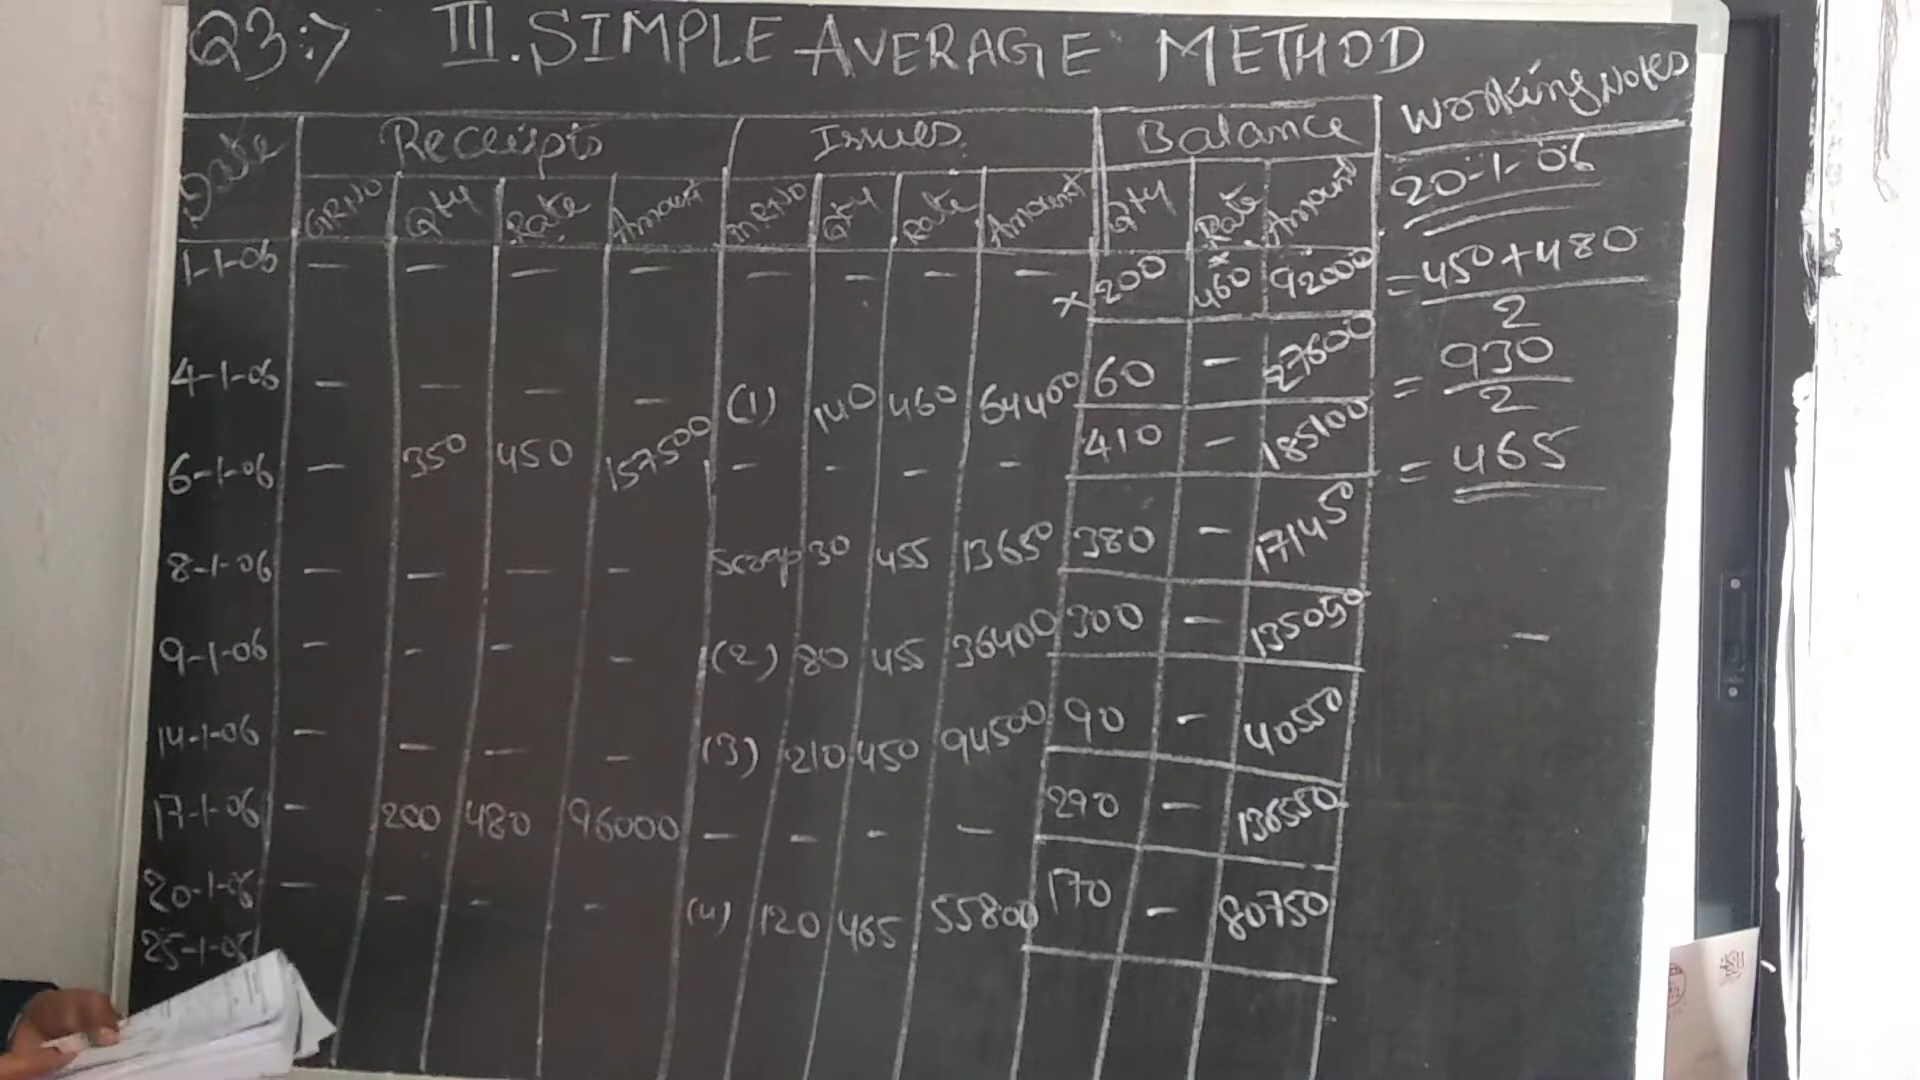 Q3:→ III. SIMPLE AVERAGE METHOD
Date Receipts Issues Balance Working Notes
GRNO Qty Rate Amount M.R.NO Qty Rate Amount Qty Rate Amount 20-1-06
1-1-06 — — — — — — — — x200 x460 92000 = 450+480
2
4-1-06 — — — — (1) 140 460 64400 60 — 27600 = 930
2
6-1-06 — 350 450 157500 — — — — 410 — 185100 = 465
8-1-06 — — — — Scrap 30 455 13650 380 — 171450
9-1-06 — — — — (2) 80 455 36400 300 — 135050 —
14-1-06 — — — — (3) 210 450 94500 90 — 40550
17-1-06 — 200 480 96000 — — — — 290 — 136550
20-1-06 — — — — (4) 120 465 55800 170 — 80750
25-1-06